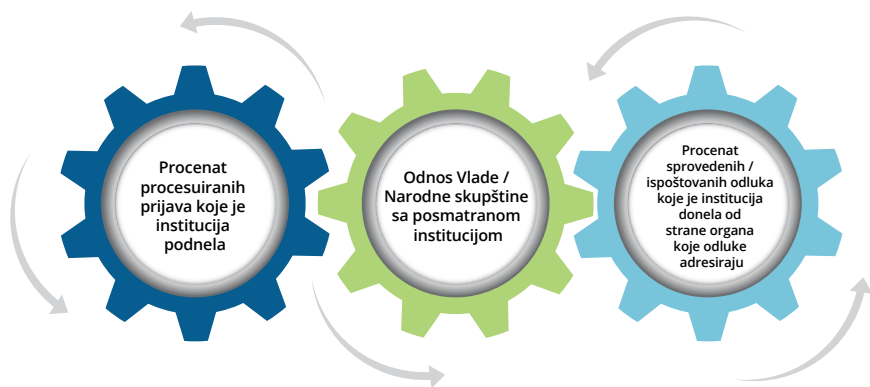 Procenat
procesuiranih
prijava koje je
institucija
podnela
Odnos Vlade /
Narodne skupštine
sa posmatranom
institucijom
Procenat
sprovedenih /
ispoštovanih odluka
koje je institucija
donela od
strane organa
koje odluke
adresiraju